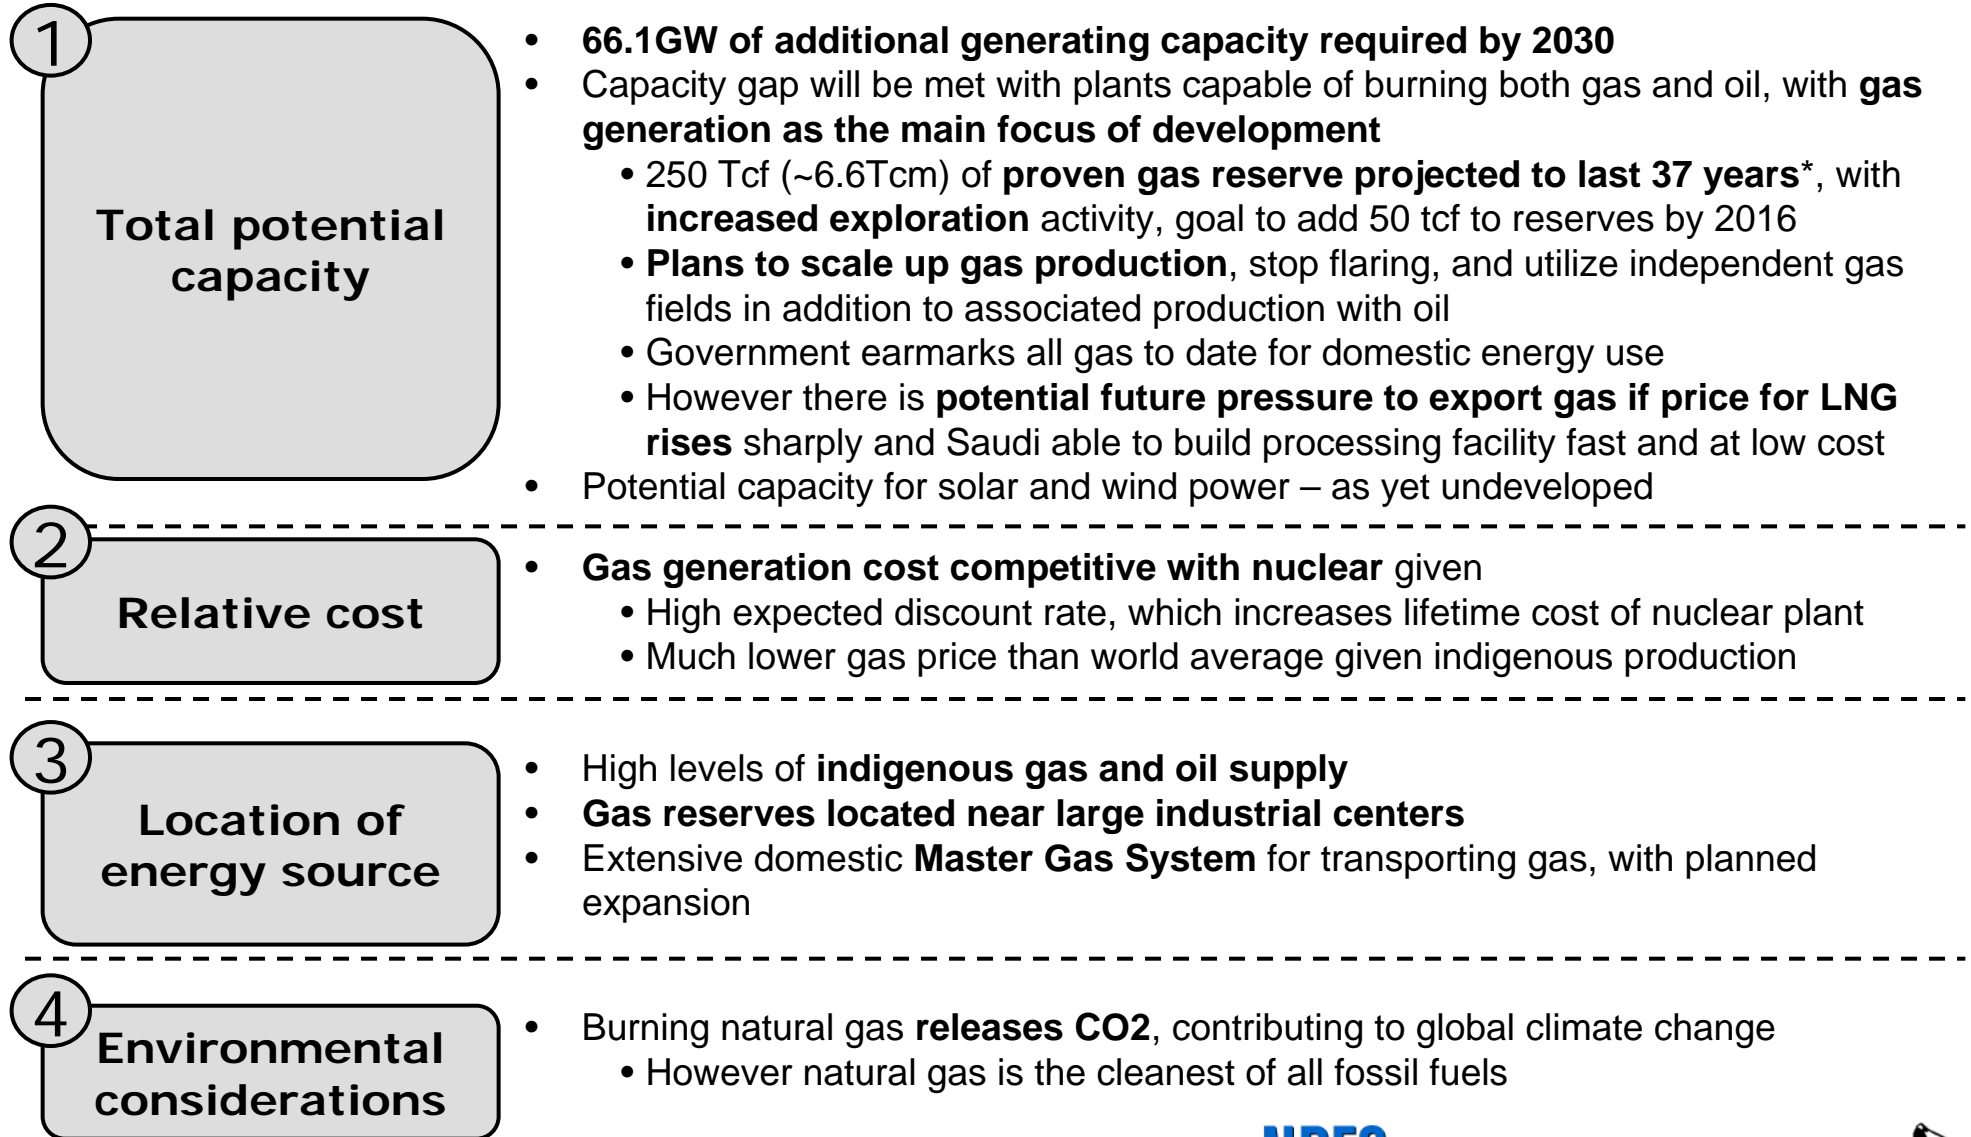 1
Total potential
capacity
• 66.1GW of additional generating capacity required by 2030
• Capacity gap will be met with plants capable of burning both gas and oil, with gas
generation as the main focus of development
• 250 Tcf (~6.6Tcm) of proven gas reserve projected to last 37 years*, with
increased exploration activity, goal to add 50 tcf to reserves by 2016
• Plans to scale up gas production, stop flaring, and utilize independent gas
fields in addition to associated production with oil
• Government earmarks all gas to date for domestic energy use
• However there is potential future pressure to export gas if price for LNG
rises sharply and Saudi able to build processing facility fast and at low cost
• Potential capacity for solar and wind power – as yet undeveloped
2
Relative cost
• Gas generation cost competitive with nuclear given
• High expected discount rate, which increases lifetime cost of nuclear plant
• Much lower gas price than world average given indigenous production
3
Location of
energy source
• High levels of indigenous gas and oil supply
• Gas reserves located near large industrial centers
• Extensive domestic Master Gas System for transporting gas, with planned
expansion
4
Environmental
considerations
• Burning natural gas releases CO2, contributing to global climate change
• However natural gas is the cleanest of all fossil fuels